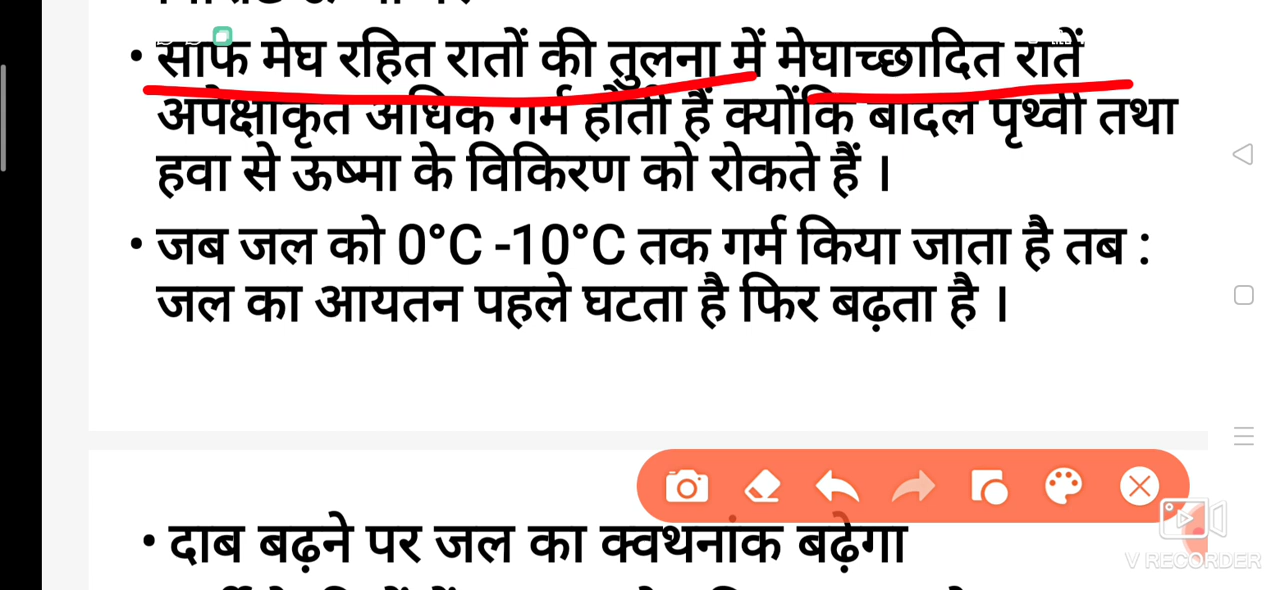 • साफ मेघ रहित रातों की तुलना में मेघाच्छादित रातें
अपेक्षाकृत अधिक गर्म होती हैं क्योंकि बादल पृथ्वी तथा
हवा से ऊष्मा के विकिरण को रोकते हैं ।
• जब जल को 0°C -10°C तक गर्म किया जाता है तब :
जल का आयतन पहले घटता है फिर बढ़ता है ।
• दाब बढ़ने पर जल का क्वथनांक बढ़ेगा
V RECORDER